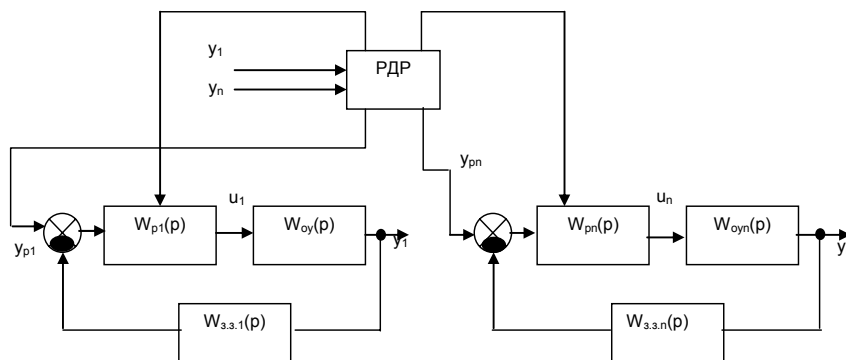 y₁
yₙ
РДР
yₚₙ
Wₚ₁(p)
u₁
Wₒᵧ(p)
y₁
yₚ₁
Wₚₙ(p)
uₙ
Wₒᵧₙ(p)
y
W₃.₃.₁(p)
W₃.₃.ₙ(p)